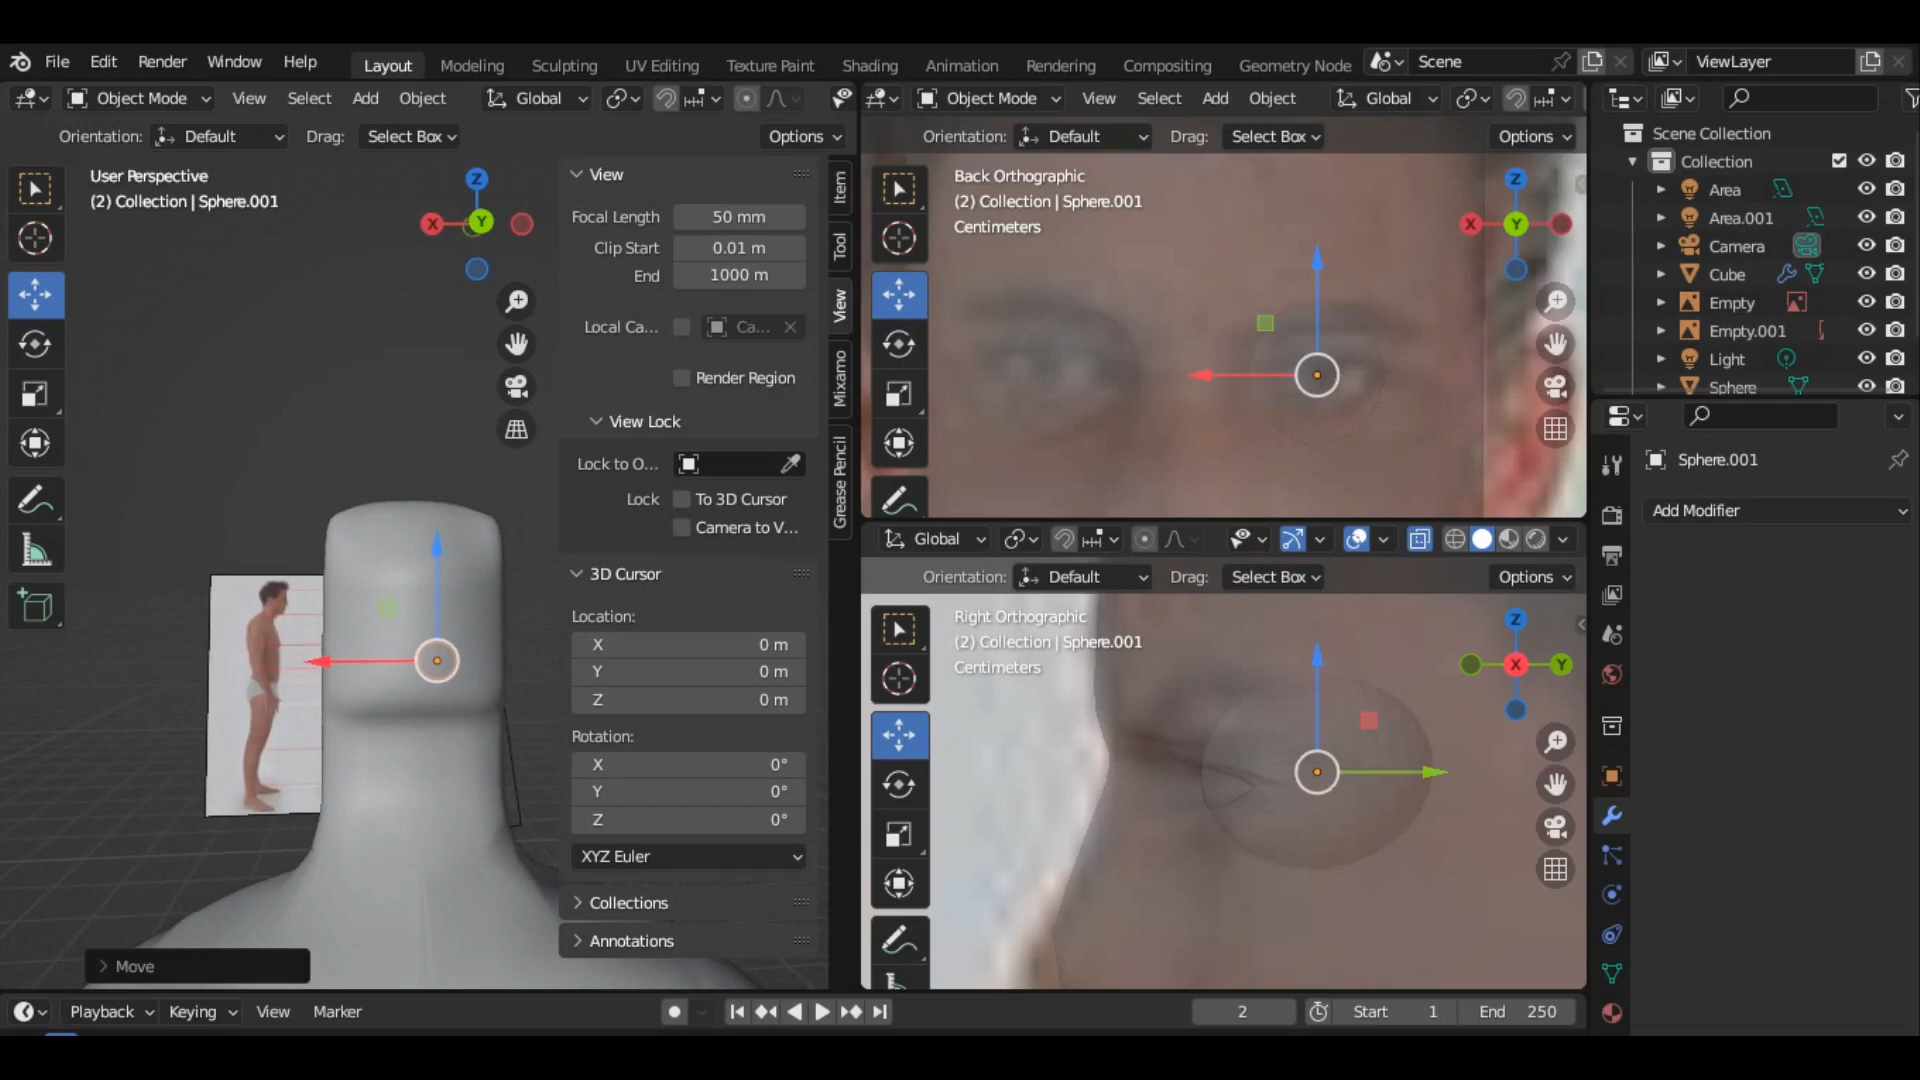 File Edit Render Window Help Layout Modeling Sculpting UV Editing Texture Paint Shading Animation Rendering Compositing Geometry Node Scene ViewLayer
Object Mode View Select Add Object Global
Orientation: Default Drag: Select Box Options
User Perspective
(2) Collection | Sphere.001
Z
X
Y
View
Focal Length 50 mm
Clip Start 0.01 m
End 1000 m
Local Ca... Ca...
Render Region
View Lock
Lock to O...
Lock To 3D Cursor
Camera to V...
3D Cursor
Location:
X 0 m
Y 0 m
Z 0 m
Rotation:
X 0°
Y 0°
Z 0°
XYZ Euler
Collections
Annotations
Item
Tool
View
Mixamo
Grease Pencil
Move
Object Mode View Select Add Object Global
Orientation: Default Drag: Select Box Options
Back Orthographic
(2) Collection | Sphere.001
Centimeters
Z
X
Y
Global
Orientation: Default Drag: Select Box Options
Right Orthographic
(2) Collection | Sphere.001
Centimeters
Z
X
Y
Scene Collection
Collection
Area
Area.001
Camera
Cube
Empty
Empty.001
Light
Sphere
Sphere.001
Add Modifier
Playback Keying View Marker 2 Start 1 End 250